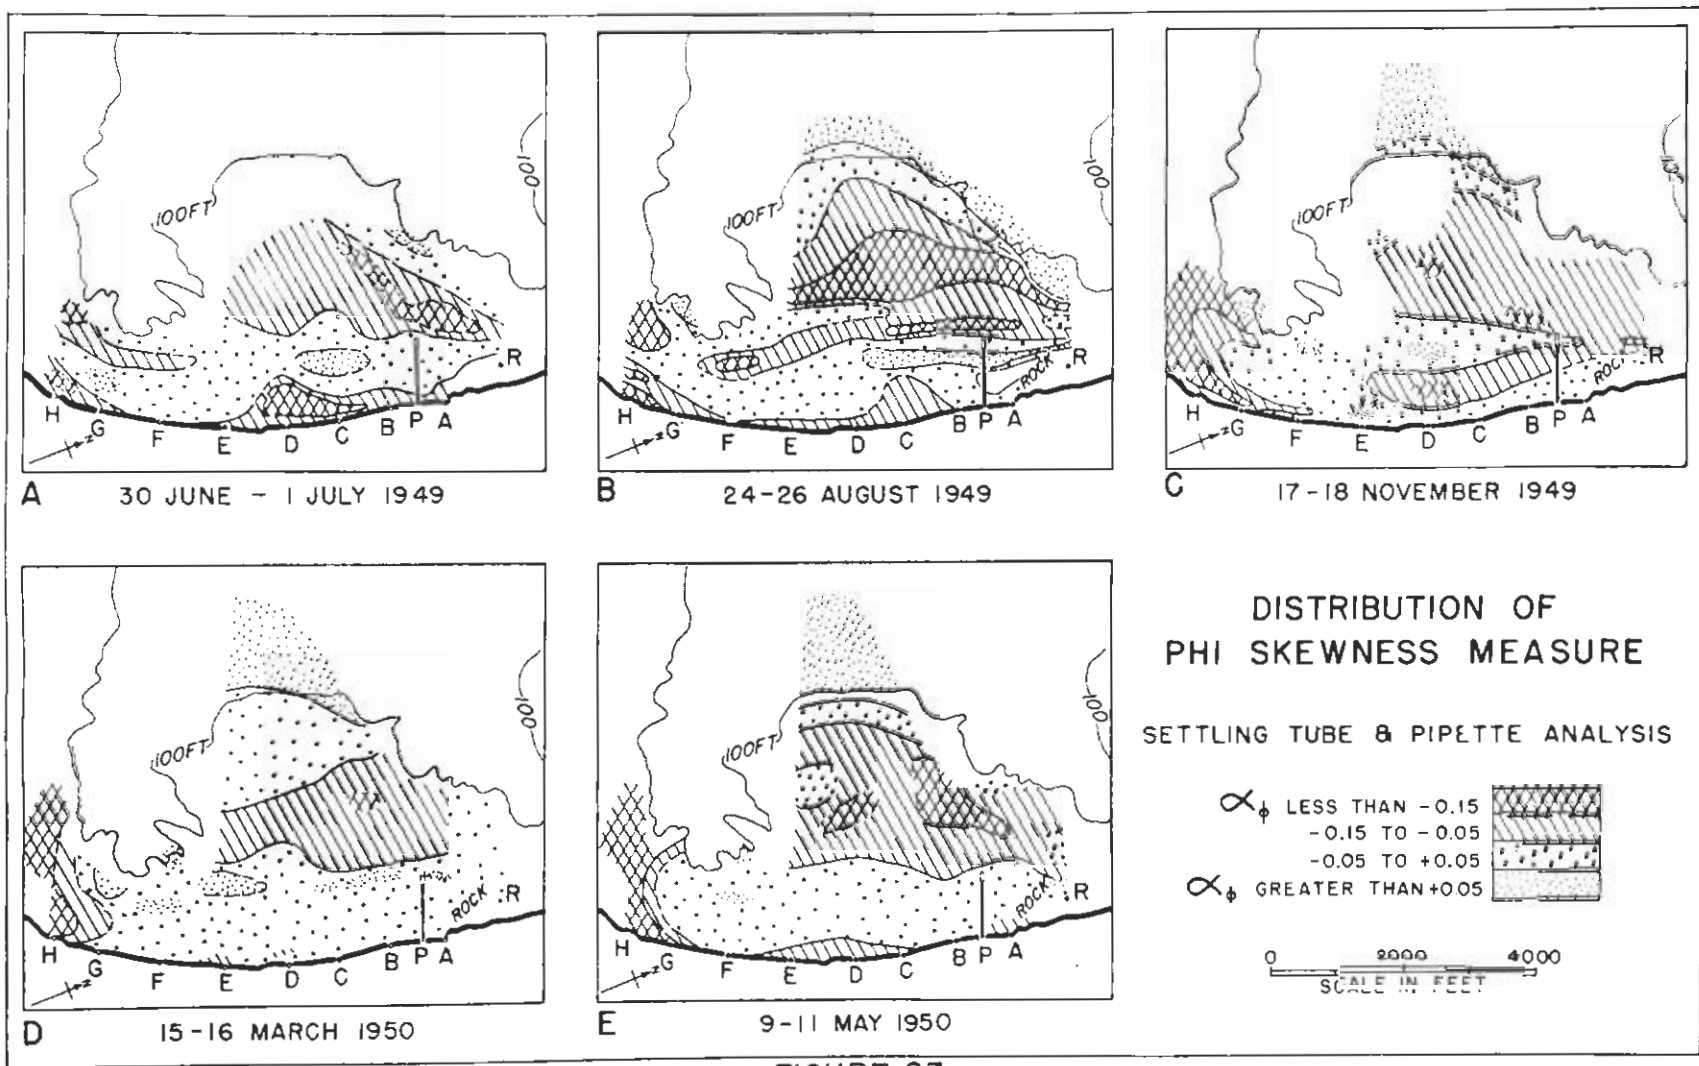 100FT
100
R
ROCK
H G F E D C B P A
N
A 30 JUNE - 1 JULY 1949
100FT
100
R
ROCK
H G F E D C B P A
N
B 24-26 AUGUST 1949
100FT
R
ROCK
H G F E D C B P A
N
C 17-18 NOVEMBER 1949
100FT
100
R
ROCK
H G F E D C B P A
N
D 15-16 MARCH 1950
100FT
100
R
ROCK
H G F E D C B P A
N
E 9-11 MAY 1950
DISTRIBUTION OF
PHI SKEWNESS MEASURE
SETTLING TUBE & PIPETTE ANALYSIS
αϕ LESS THAN -0.15
-0.15 TO -0.05
-0.05 TO +0.05
αϕ GREATER THAN +0.05
0 2000 4000
SCALE IN FEET